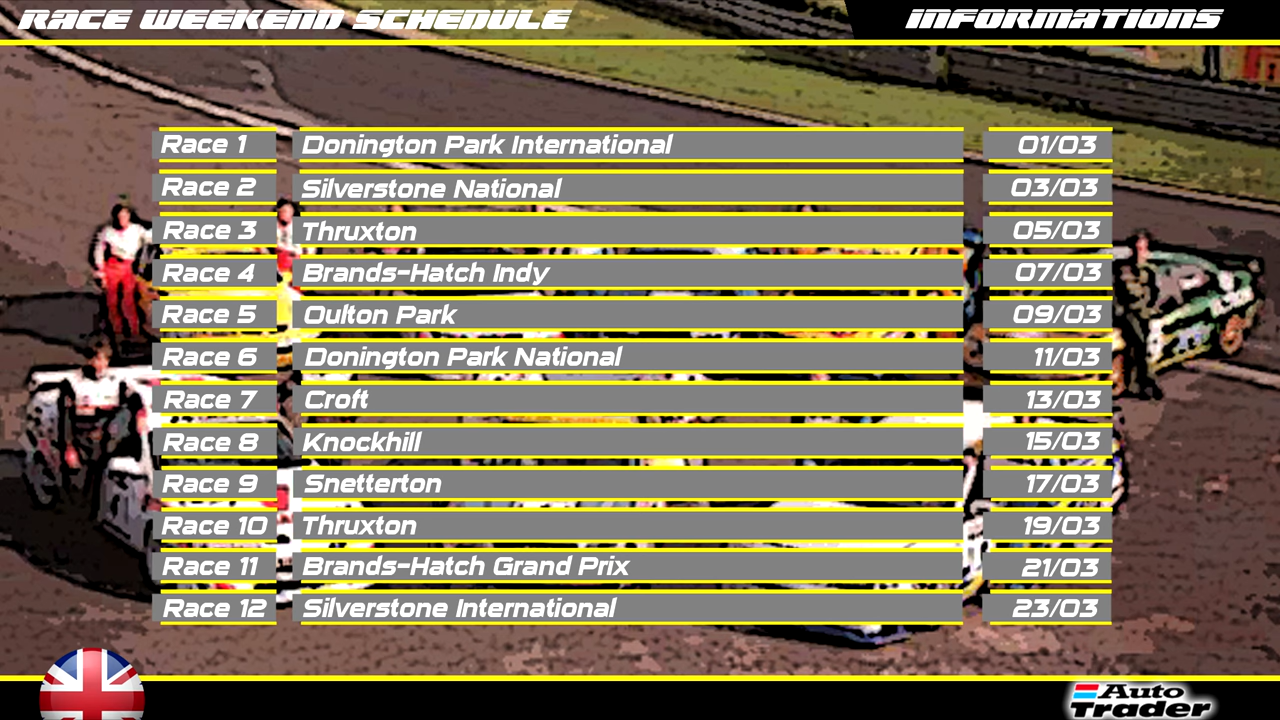 RACE WEEKEND SCHEDULE
INFORMATIONS
Race 1 Donington Park International 01/03
Race 2 Silverstone National 03/03
Race 3 Thruxton 05/03
Race 4 Brands-Hatch Indy 07/03
Race 5 Oulton Park 09/03
Race 6 Donington Park National 11/03
Race 7 Croft 13/03
Race 8 Knockhill 15/03
Race 9 Snetterton 17/03
Race 10 Thruxton 19/03
Race 11 Brands-Hatch Grand Prix 21/03
Race 12 Silverstone International 23/03
Auto
Trader